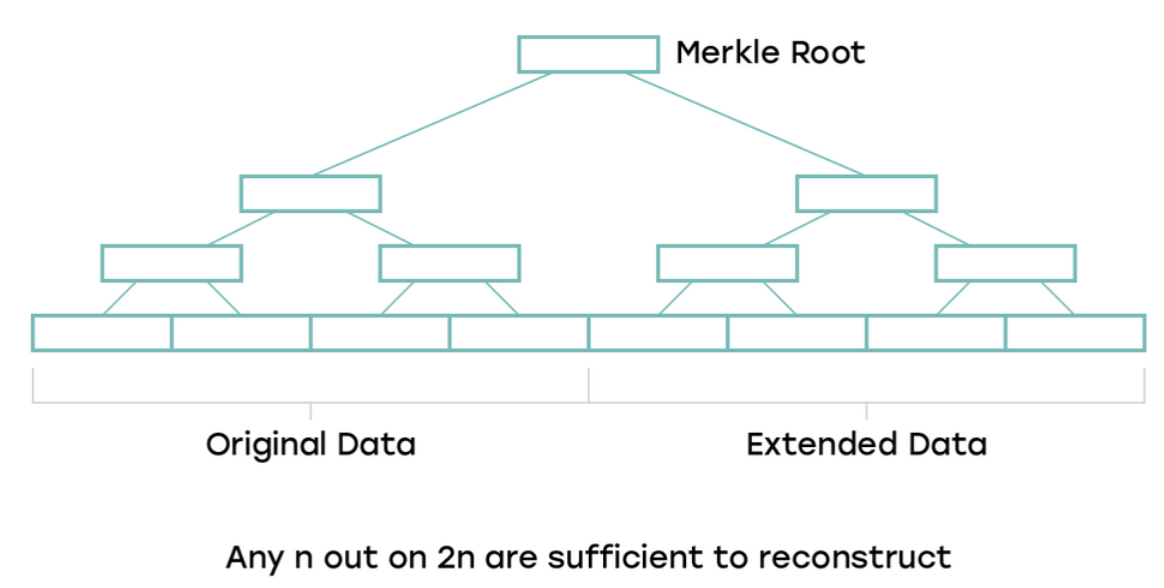 Merkle Root
Original Data
Extended Data
Any n out on 2n are sufficient to reconstruct